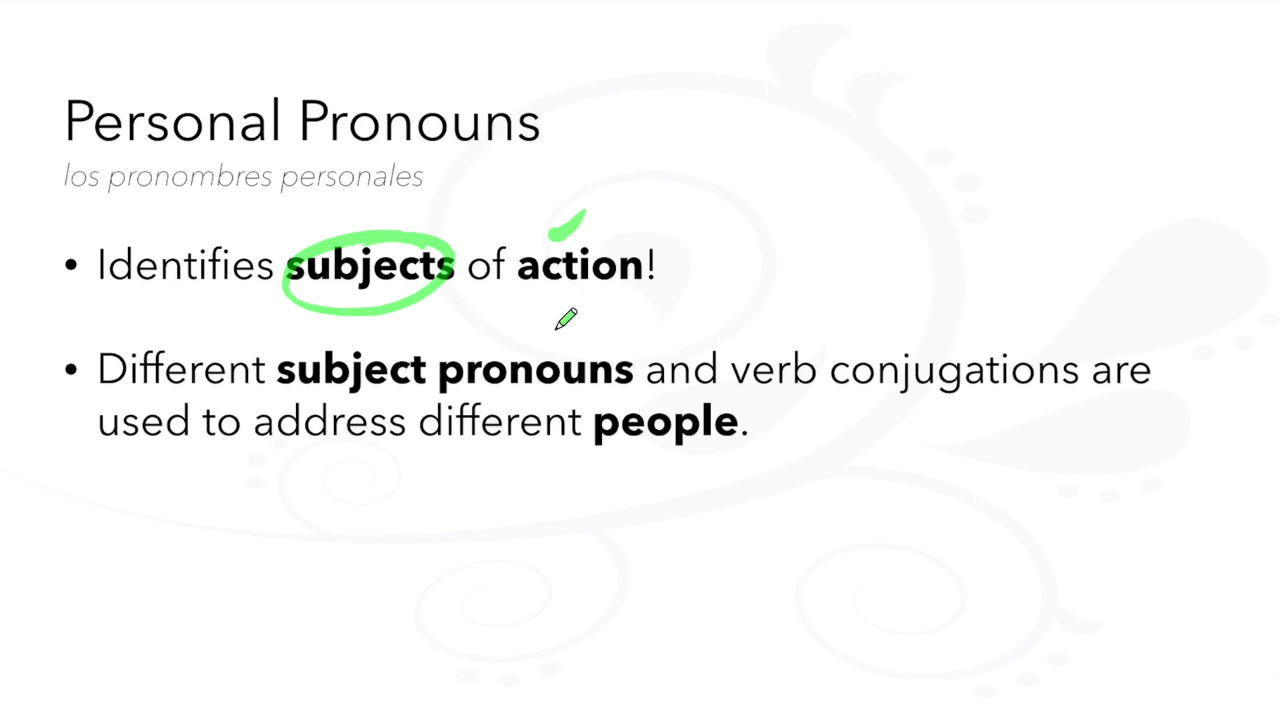 Personal Pronouns
los pronombres personales
• Identifies subjects of action!
• Different subject pronouns and verb conjugations are
used to address different people.